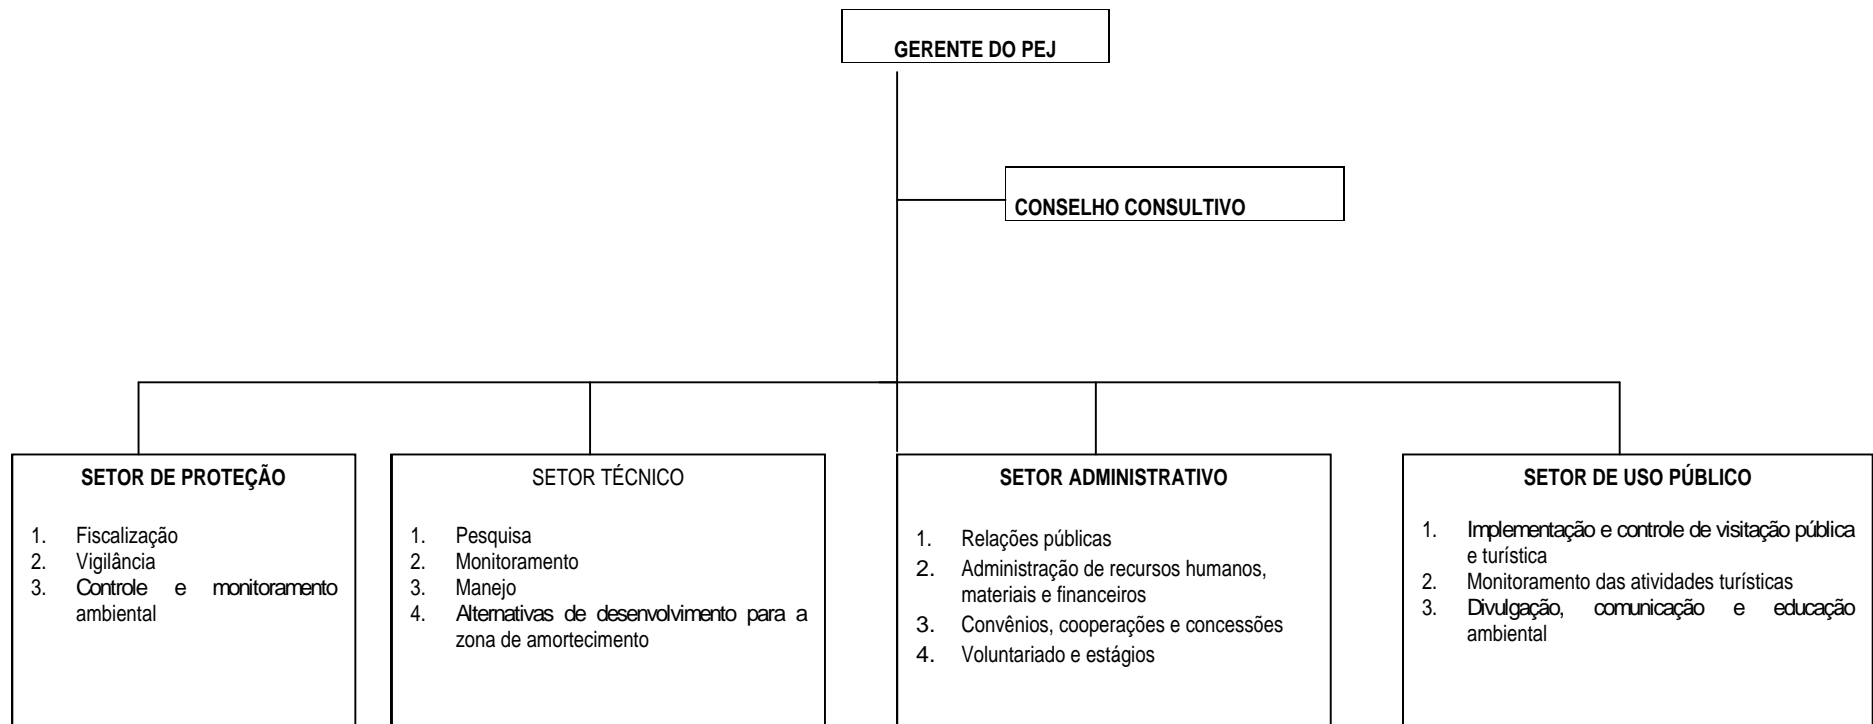 GERENTE DO PEJ
CONSELHO CONSULTIVO
SETOR DE PROTEÇÃO
1. Fiscalização
2. Vigilância
3. Controle e monitoramento
ambiental
SETOR TÉCNICO
1. Pesquisa
2. Monitoramento
3. Manejo
4. Alternativas de desenvolvimento para a
zona de amortecimento
SETOR ADMINISTRATIVO
1. Relações públicas
2. Administração de recursos humanos,
materiais e financeiros
3. Convênios, cooperações e concessões
4. Voluntariado e estágios
SETOR DE USO PÚBLICO
1. Implementação e controle de visitação pública
e turística
2. Monitoramento das atividades turísticas
3. Divulgação, comunicação e educação
ambiental